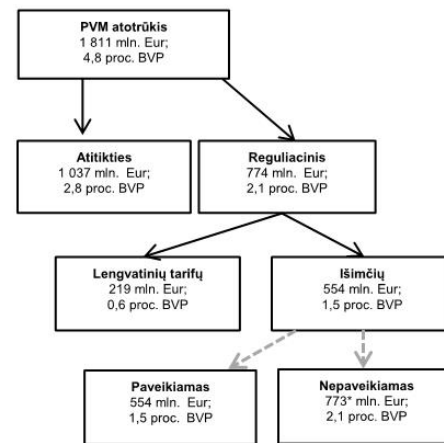 PVM atotrūkis
1 811 mln. Eur;
4,8 proc. BVP
Atitikties
1 037 mln. Eur;
2,8 proc. BVP
Reguliacinis
774 mln. Eur;
2,1 proc. BVP
Lengvatinių tarifų
219 mln. Eur;
0,6 proc. BVP
Išimčių
554 mln. Eur;
1,5 proc. BVP
Paveikiamas
554 mln. Eur;
1,5 proc. BVP
Nepaveikiamas
773* mln. Eur;
2,1 proc. BVP